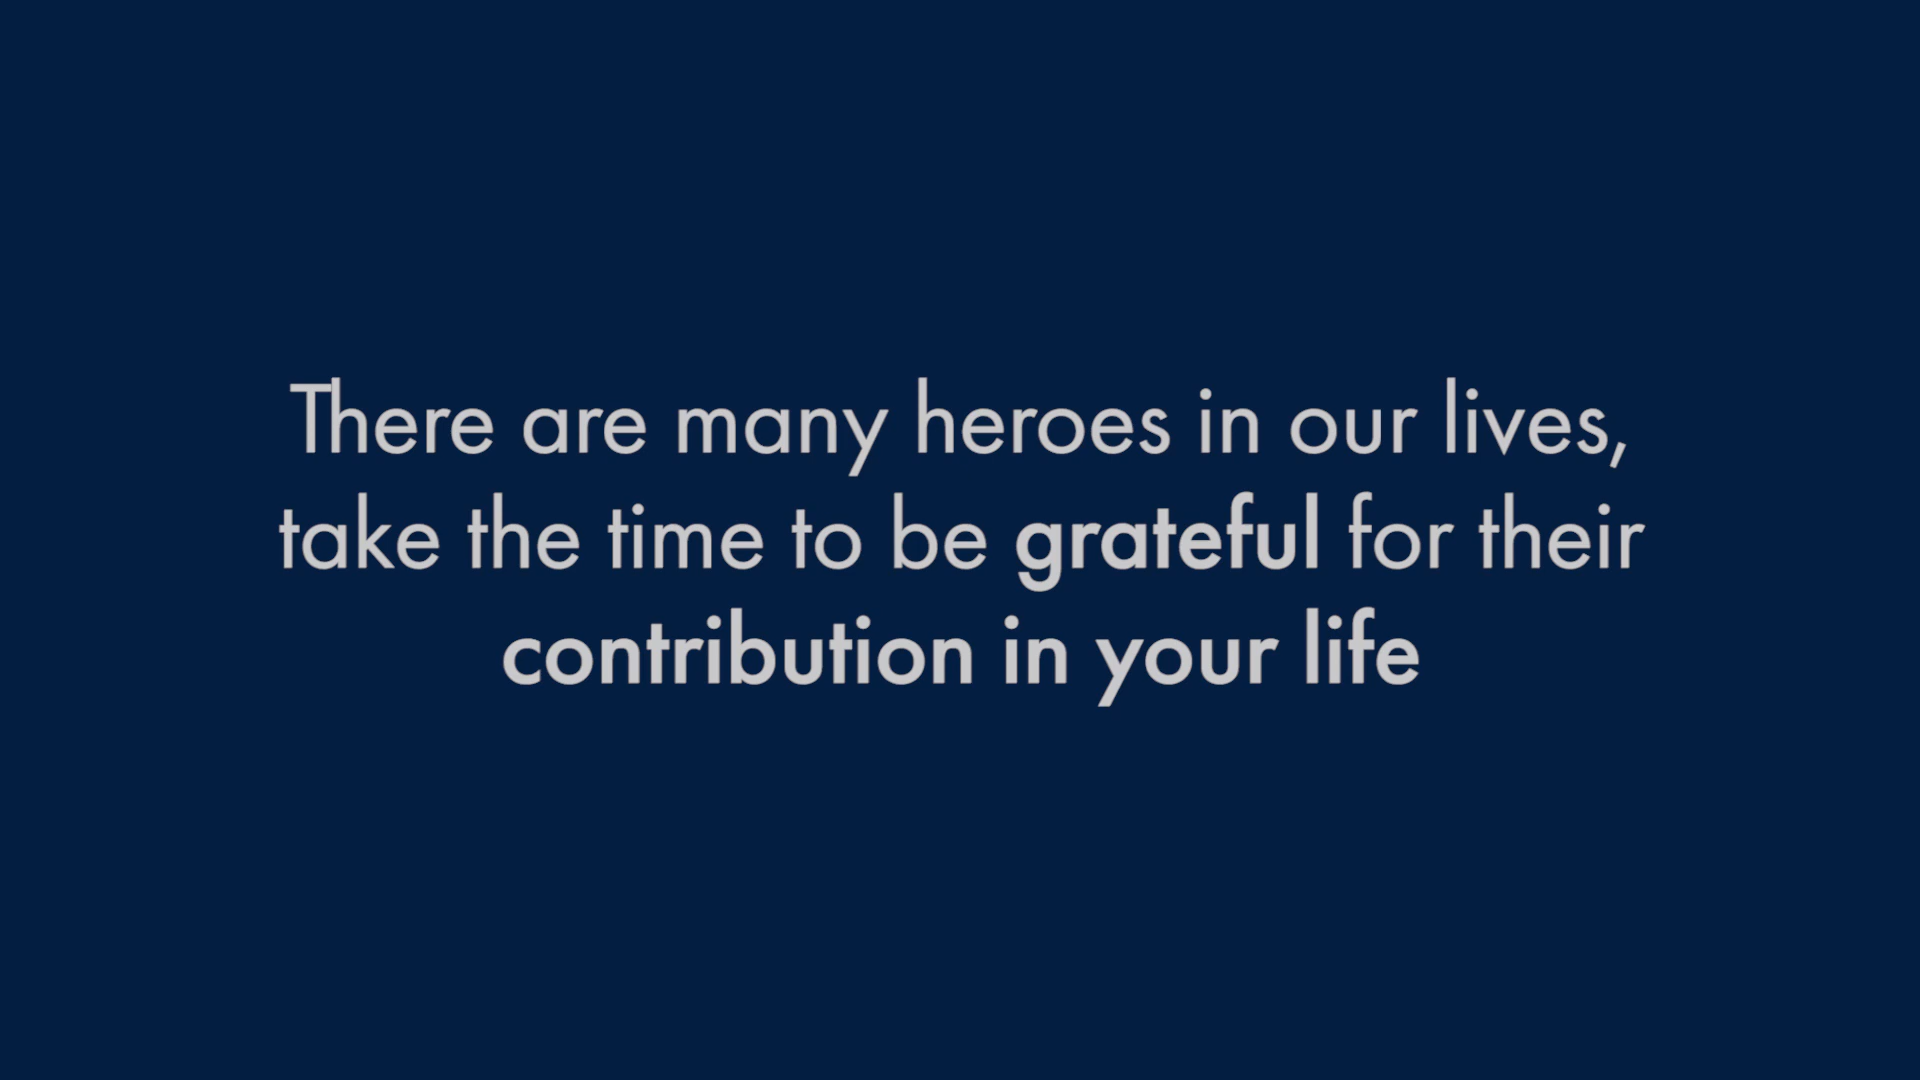 There are many heroes in our lives,
take the time to be grateful for their
contribution in your life